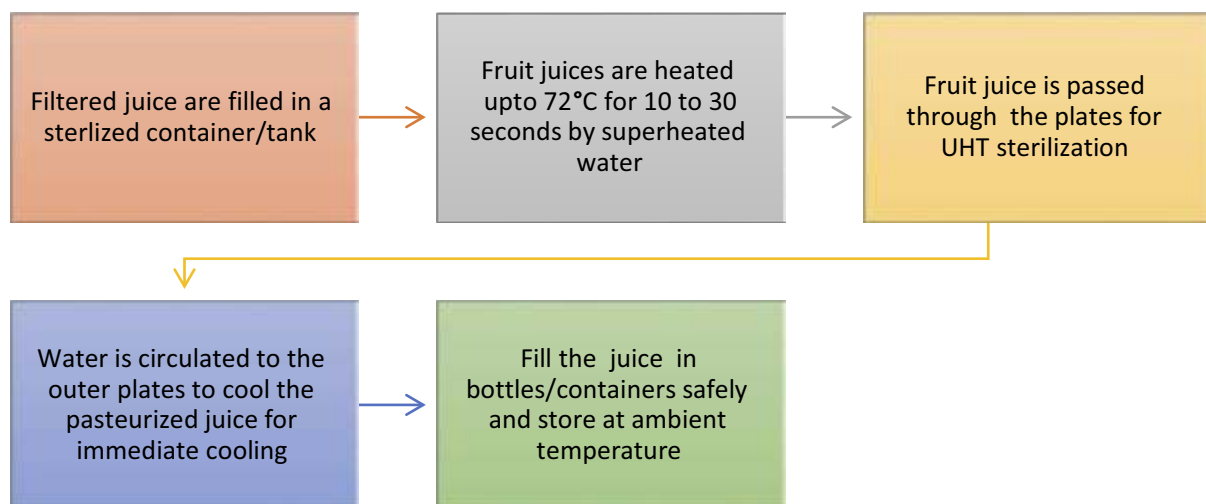 Filtered juice are filled in a
sterlized container/tank
Fruit juices are heated
upto 72°C for 10 to 30
seconds by superheated
water
Fruit juice is passed
through the plates for
UHT sterilization
Water is circulated to the
outer plates to cool the
pasteurized juice for
immediate cooling
Fill the juice in
bottles/containers safely
and store at ambient
temperature